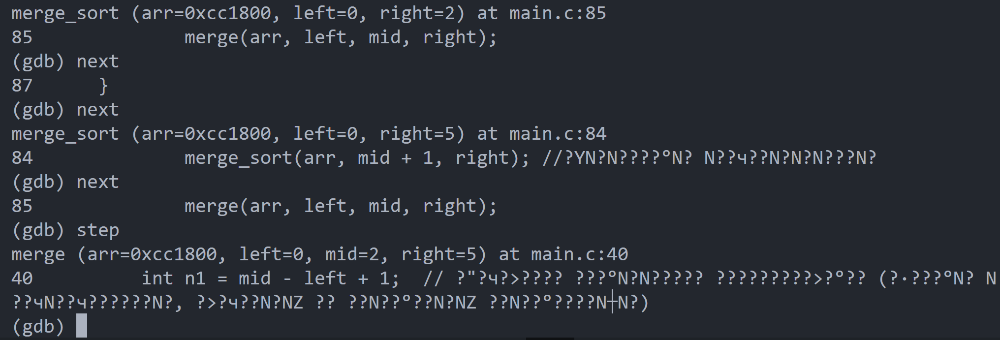 merge_sort (arr=0xcc1800, left=0, right=2) at main.c:85
85              merge(arr, left, mid, right);
(gdb) next
87      }
(gdb) next
merge_sort (arr=0xcc1800, left=0, right=5) at main.c:84
84              merge_sort(arr, mid + 1, right); //?YN?N????°N? N??ч??N?N?N???N?
(gdb) next
85              merge(arr, left, mid, right);
(gdb) step
merge (arr=0xcc1800, left=0, mid=2, right=5) at main.c:40
40          int n1 = mid - left + 1;  // ?"?ч?>???? ???°N?N????? ?????????>?°?? (?·???°N? N
??чN??ч??????N?, ?>?ч??N?NZ ?? ??N??°??N?NZ ??N??°????N┼N?)
(gdb)